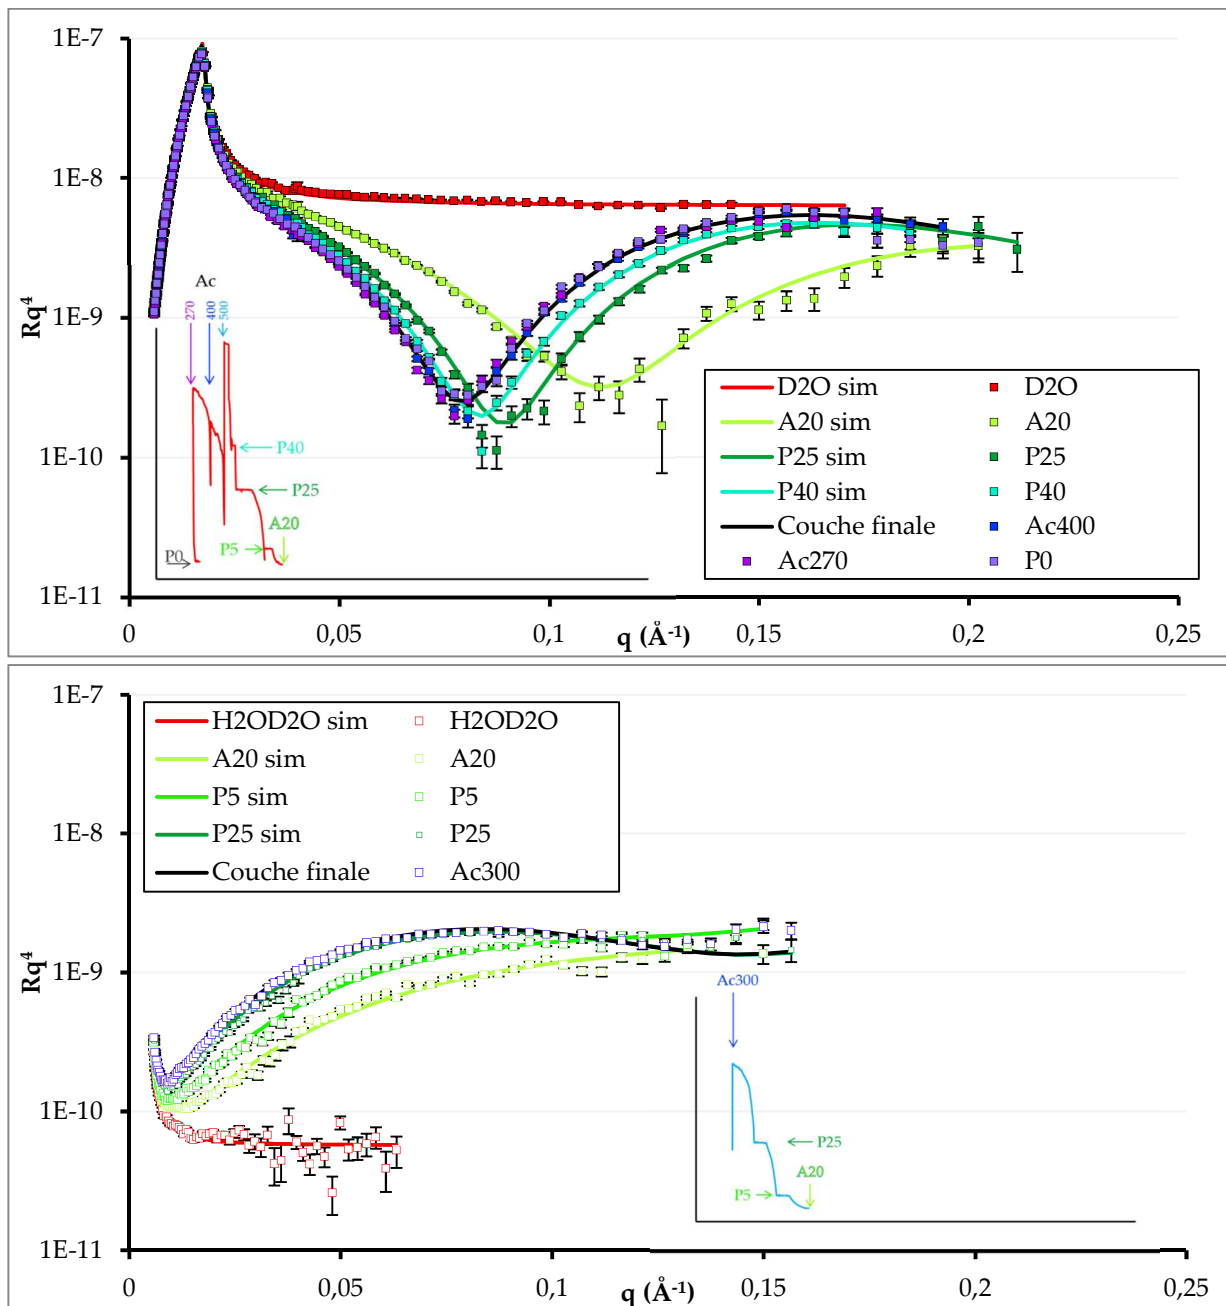 1E-7
1E-8
1E-9
1E-10
1E-11
Rq⁴
Ac
270
400
500
P40
P25
A20
P5
P0
D2O sim D2O
A20 sim A20
P25 sim P25
P40 sim P40
Couche finale Ac400
Ac270 P0
0 0,05 0,1 0,15 0,2 0,25
q (Å⁻¹)
1E-7
1E-8
1E-9
1E-10
1E-11
Rq⁴
H2OD2O sim H2OD2O
A20 sim A20
P5 sim P5
P25 sim P25
Couche finale Ac300
Ac300
P25
A20
P5
0 0,05 0,1 0,15 0,2 0,25
q (Å⁻¹)